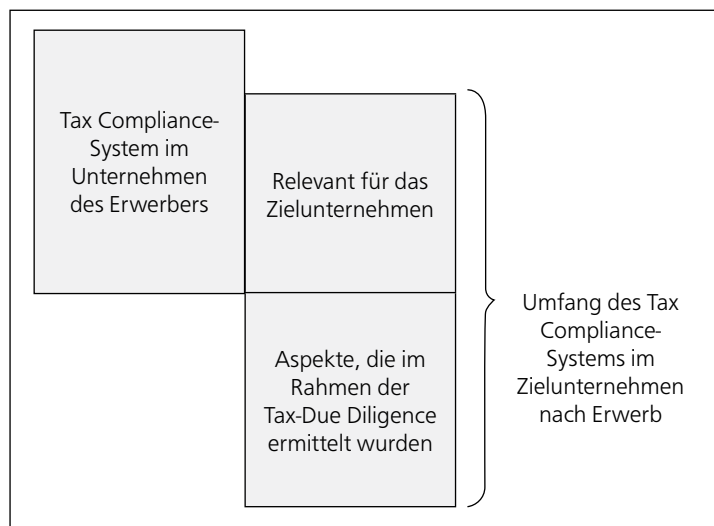 Tax Compliance-
System im
Unternehmen
des Erwerbers
Relevant für das
Zielunternehmen
Aspekte, die im
Rahmen der
Tax-Due Diligence
ermittelt wurden
Umfang des Tax
Compliance-
Systems im
Zielunternehmen
nach Erwerb